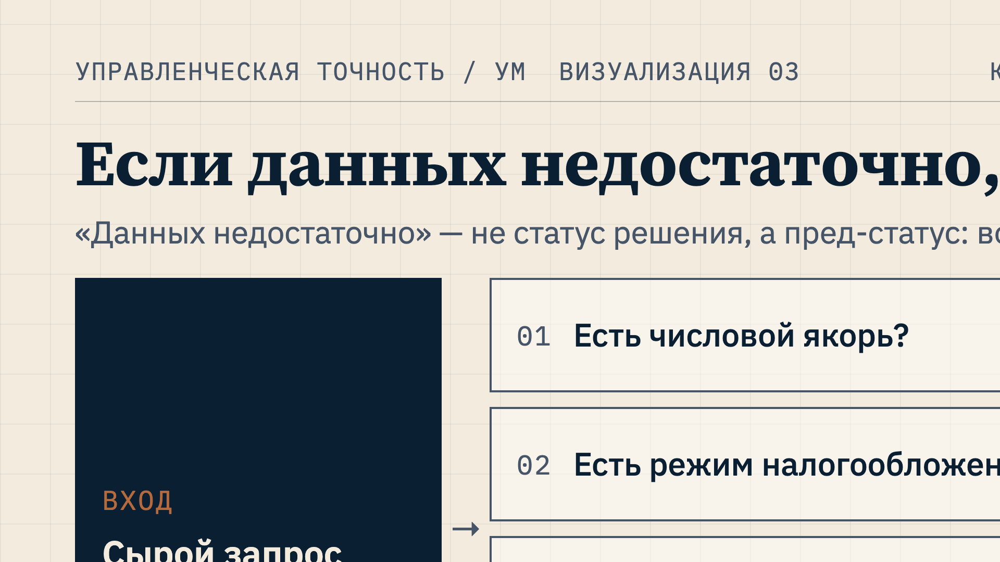 УПРАВЛЕНЧЕСКАЯ ТОЧНОСТЬ / УМ ВИЗУАЛИЗАЦИЯ 03
Если данных недостаточно,
«Данных недостаточно» — не статус решения, а пред-статус:
01 Есть числовой якорь?
02 Есть режим
ВХОД
Сырой запрос